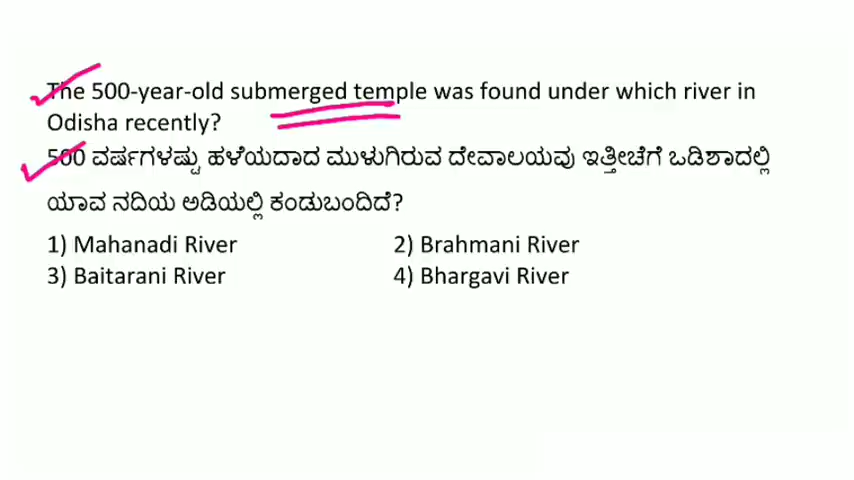 The 500-year-old submerged temple was found under which river in
Odisha recently?
500 ವರ್ಷಗಳಷ್ಟು ಹಳೆಯದಾದ ಮುಳುಗಿರುವ ದೇವಾಲಯವು ಇತ್ತೀಚೆಗೆ ಒಡಿಶಾದಲ್ಲಿ
ಯಾವ ನದಿಯ ಅಡಿಯಲ್ಲಿ ಕಂಡುಬಂದಿದೆ?
1) Mahanadi River 2) Brahmani River
3) Baitarani River 4) Bhargavi River